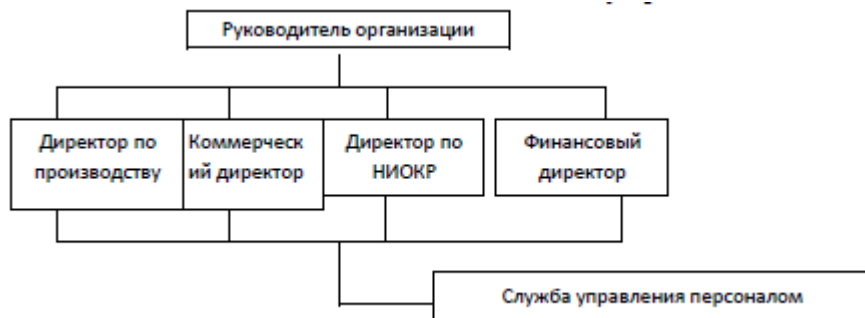 Руководитель организации
Директор по
производству
Коммерческ
ий директор
Директор по
НИОКР
Финансовый
директор
Служба управления персоналом